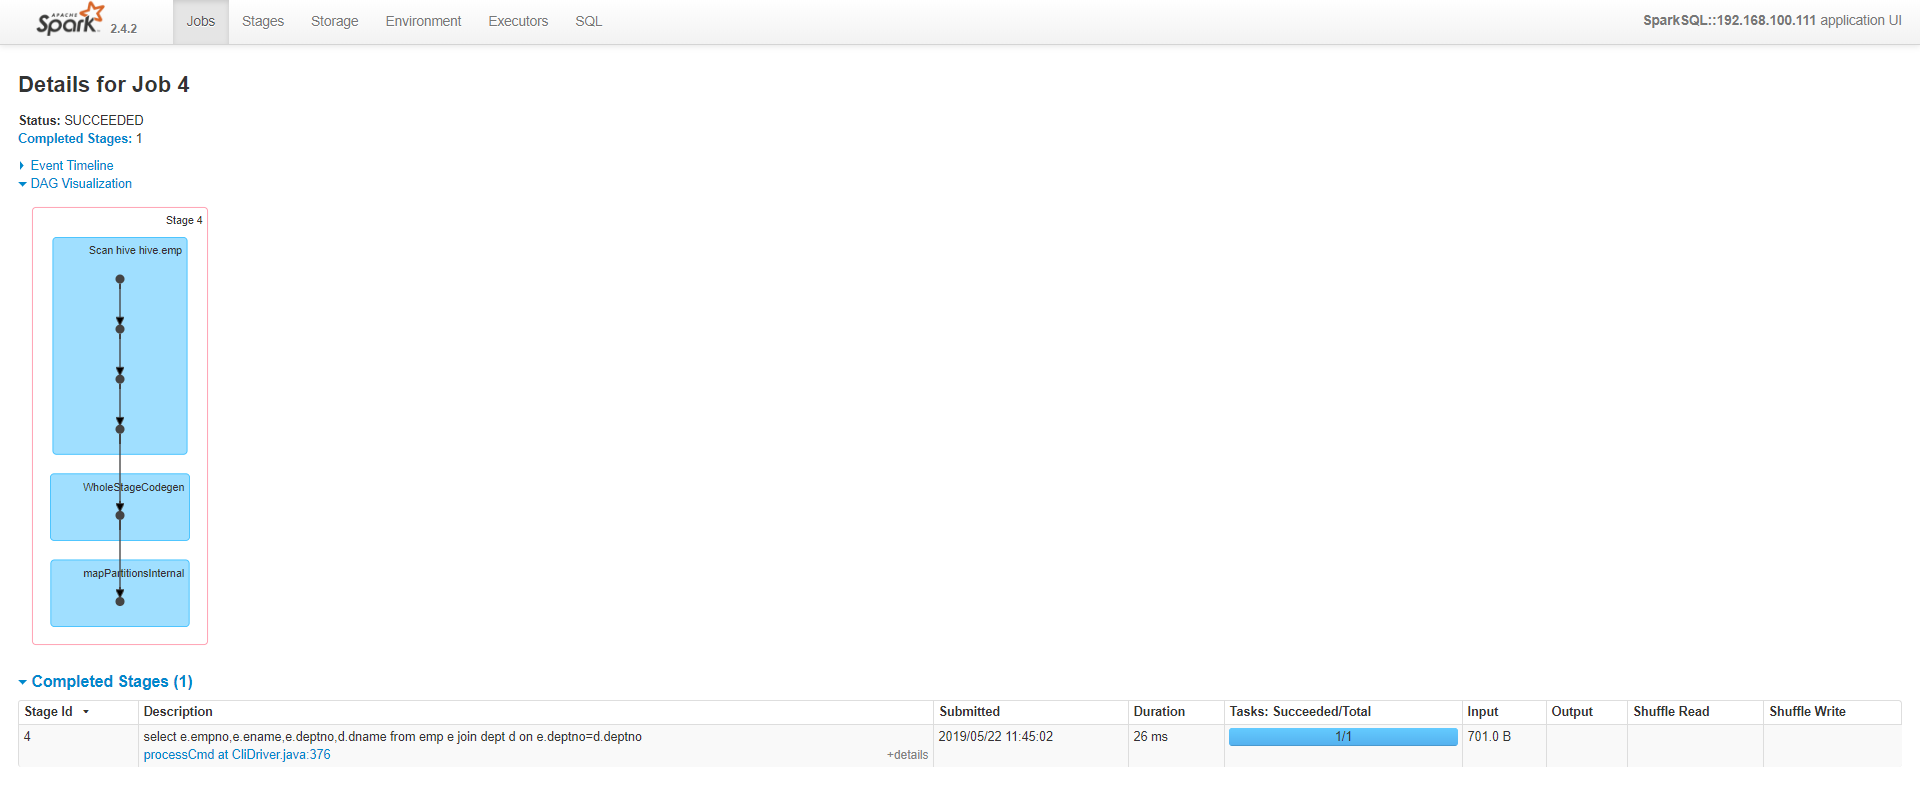 APACHE Spark 2.4.2 Jobs Stages Storage Environment Executors SQL SparkSQL::192.168.100.111 application UI
Details for Job 4
Status: SUCCEEDED
Completed Stages: 1
Event Timeline
DAG Visualization
Stage 4
Scan hive hive.emp
WholeStageCodegen
mapPartitionsInternal
Completed Stages (1)
Stage Id Description Submitted Duration Tasks: Succeeded/Total Input Output Shuffle Read Shuffle Write
4 select e.empno,e.ename,e.deptno,d.dname from emp e join dept d on e.deptno=d.deptno 2019/05/22 11:45:02 26 ms 1/1 701.0 B
processCmd at CliDriver.java:376 +details